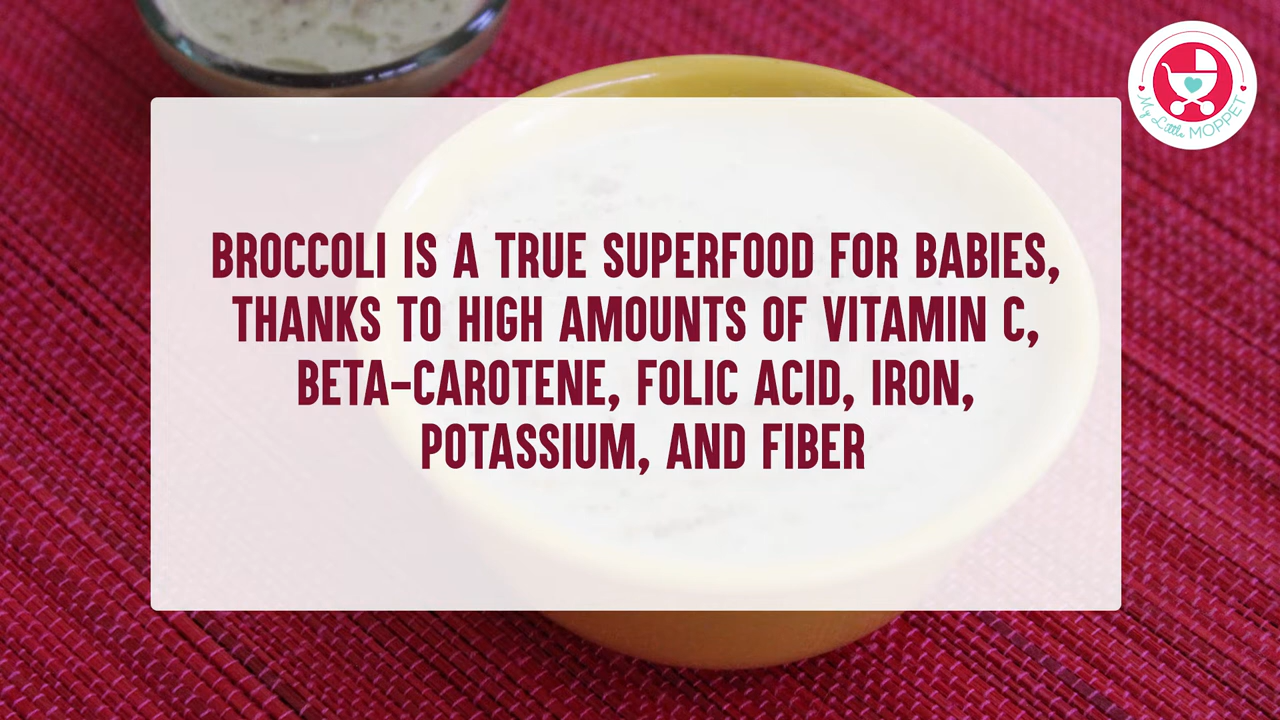 BROCCOLI IS A TRUE SUPERFOOD FOR BABIES,
THANKS TO HIGH AMOUNTS OF VITAMIN C,
BETA-CAROTENE, FOLIC ACID, IRON,
POTASSIUM, AND FIBER
My Little MOPPET